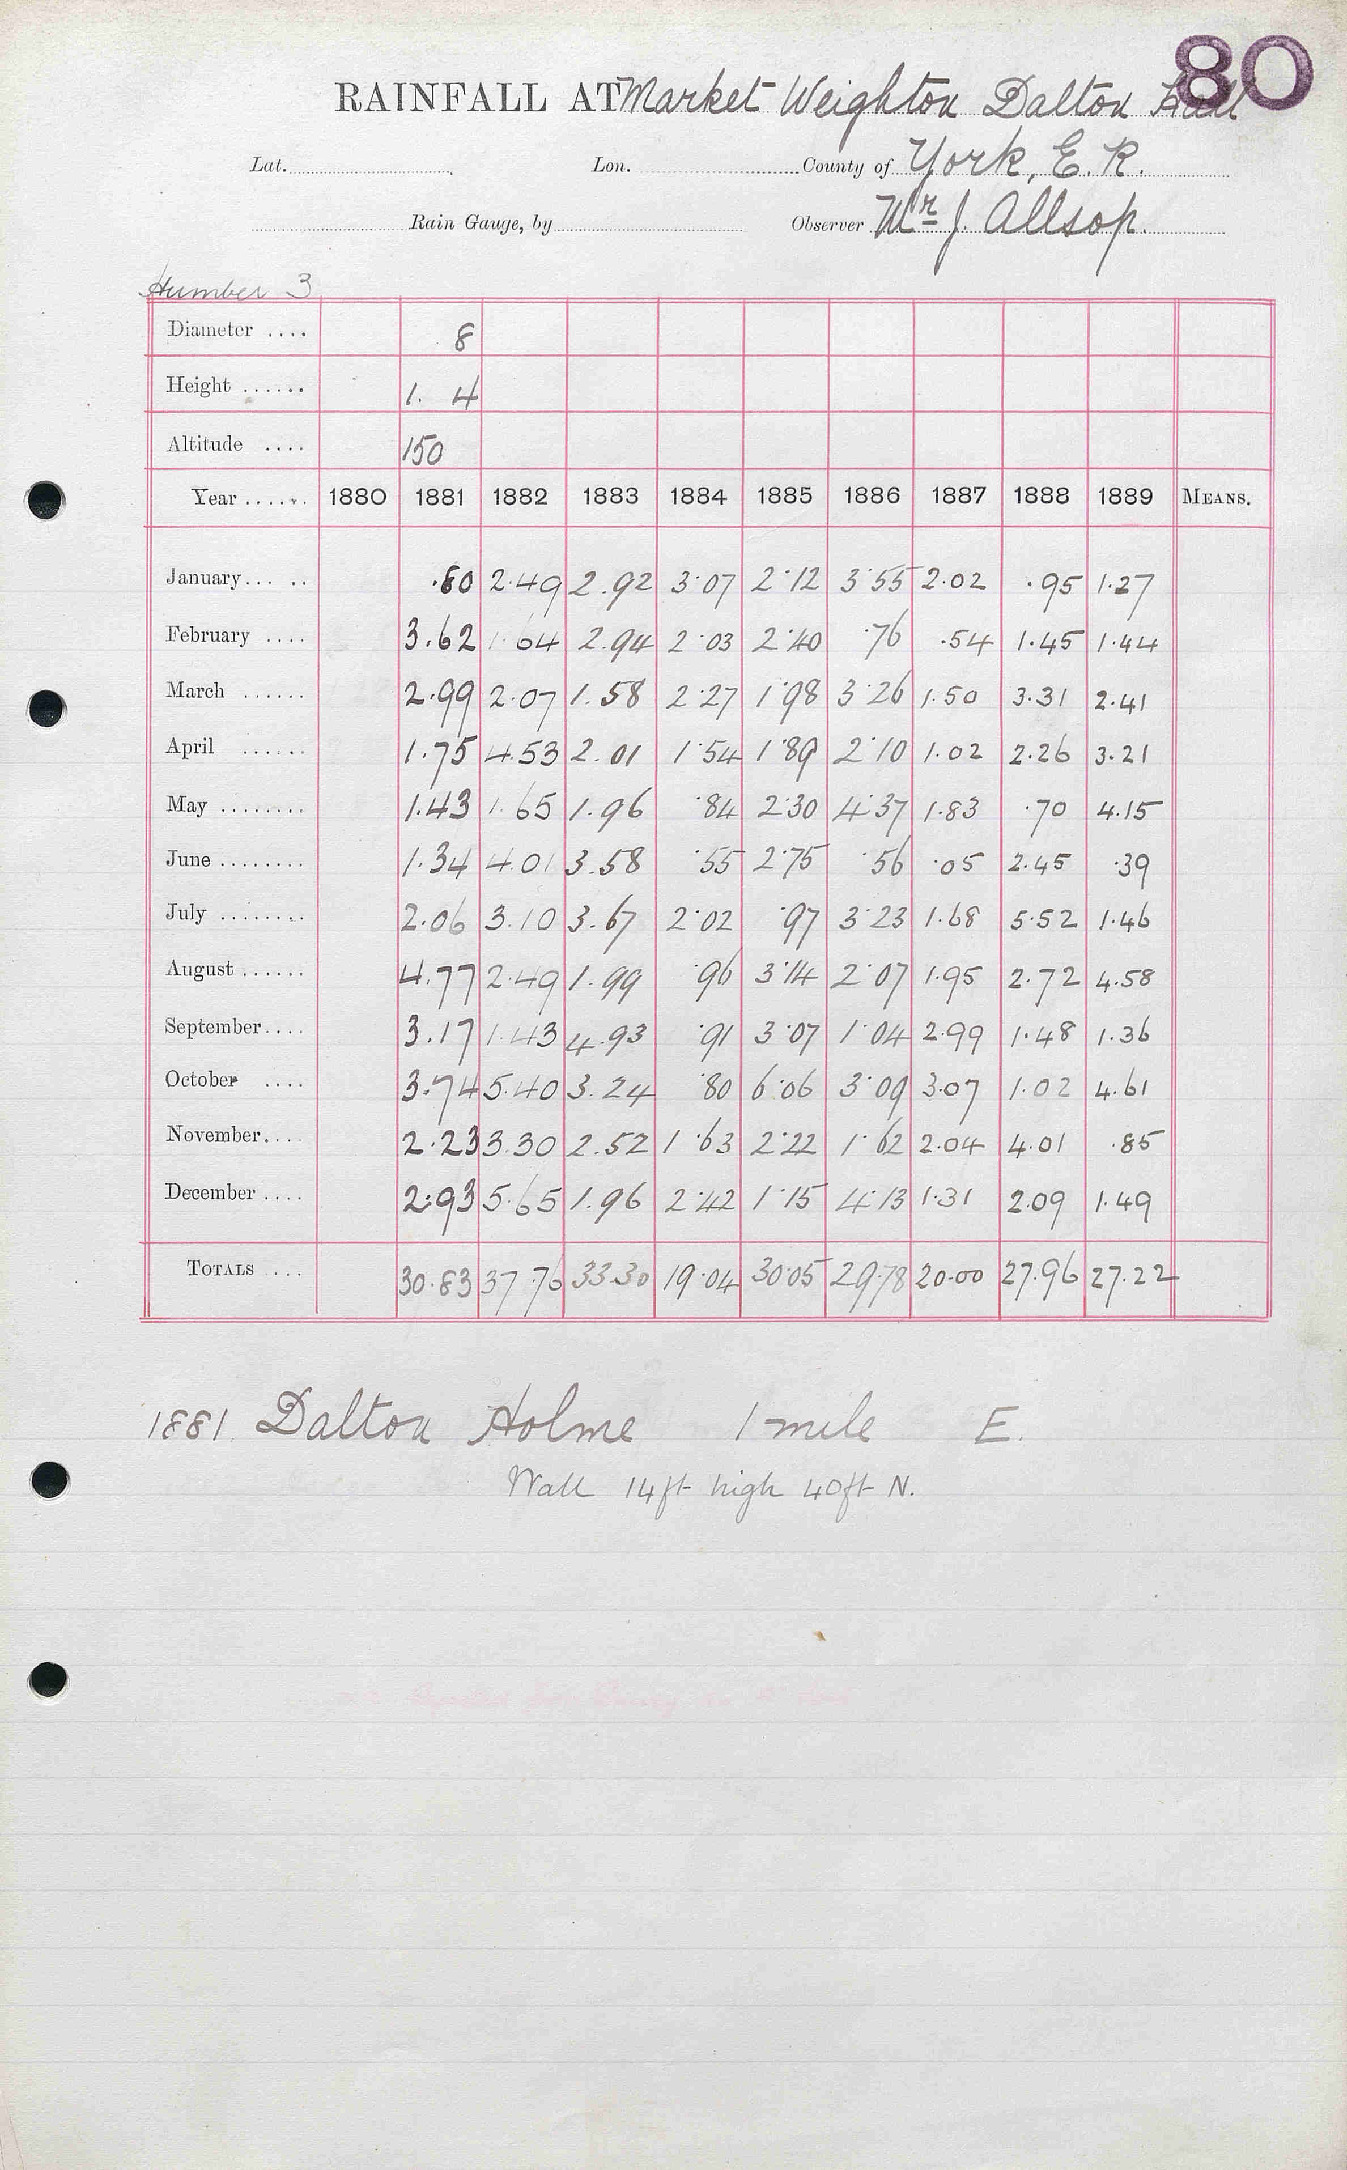 80
RAINFALL AT Market Weighton Dalton Hall
Lat. Lon. County of York, E. R.
Rain Gauge, by Observer Mr J. Allsop.
Humber 3
Diameter .... 8
Height ...... 1. 4
Altitude .... 150
Year ...... 1880 1881 1882 1883 1884 1885 1886 1887 1888 1889 MEANS.
January..... .80 2.49 2.92 3.07 2.12 3.55 2.02 .95 1.27
February .... 3.62 1.64 2.94 2.03 2.40 .76 .54 1.45 1.44
March ...... 2.99 2.07 1.58 2.27 1.98 3.26 1.50 3.31 2.41
April ...... 1.75 4.53 2.01 1.54 1.89 2.10 1.02 2.26 3.21
May ........ 1.43 1.65 1.96 .84 2.30 4.37 1.83 .70 4.15
June ........ 1.34 4.01 3.58 .55 2.75 .56 .05 2.45 .39
July ........ 2.06 3.10 3.67 2.02 .97 3.23 1.68 5.52 1.46
August ...... 4.77 2.49 1.99 .96 3.14 2.07 1.95 2.72 4.58
September.... 3.17 1.43 4.93 .91 3.07 1.04 2.99 1.48 1.36
October .... 3.74 5.40 3.24 .80 6.06 3.09 3.07 1.02 4.61
November.... 2.23 3.30 2.52 1.63 2.22 1.62 2.04 4.01 .85
December .... 2.93 5.65 1.96 2.42 1.15 4.13 1.31 2.09 1.49
TOTALS ... 30.83 37.76 33.30 19.04 30.05 29.78 20.00 27.96 27.22
1881. Dalton Holme 1 mile E.
Wall 14ft high 40ft N.